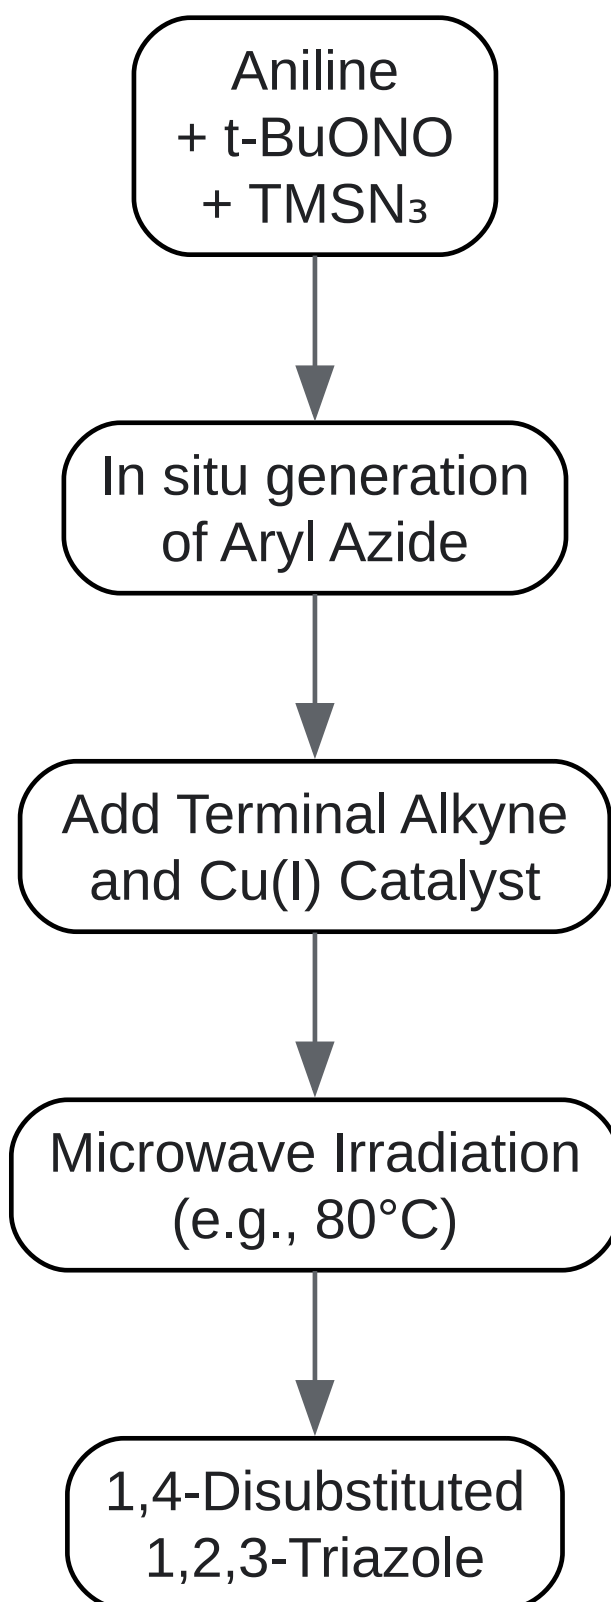 Aniline
+ t-BuONO
+ TMSN₃
In situ generation
of Aryl Azide
Add Terminal Alkyne
and Cu(I) Catalyst
Microwave Irradiation
(e.g., 80°C)
1,4-Disubstituted
1,2,3-Triazole